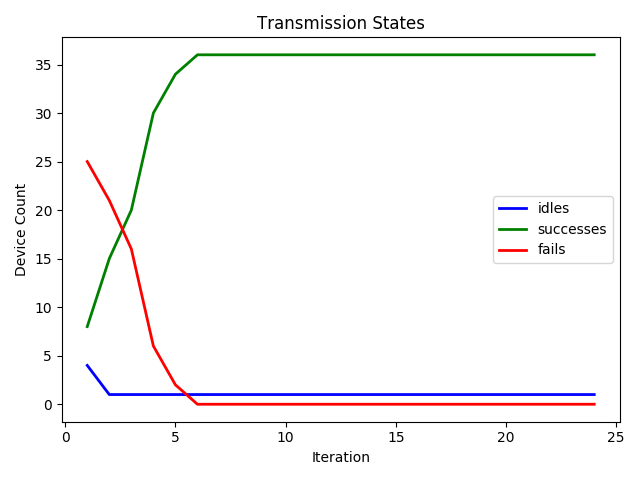 Transmission States
Device Count
35
30
25
20
15
10
5
0
idles
successes
fails
0 5 10 15 20 25
Iteration